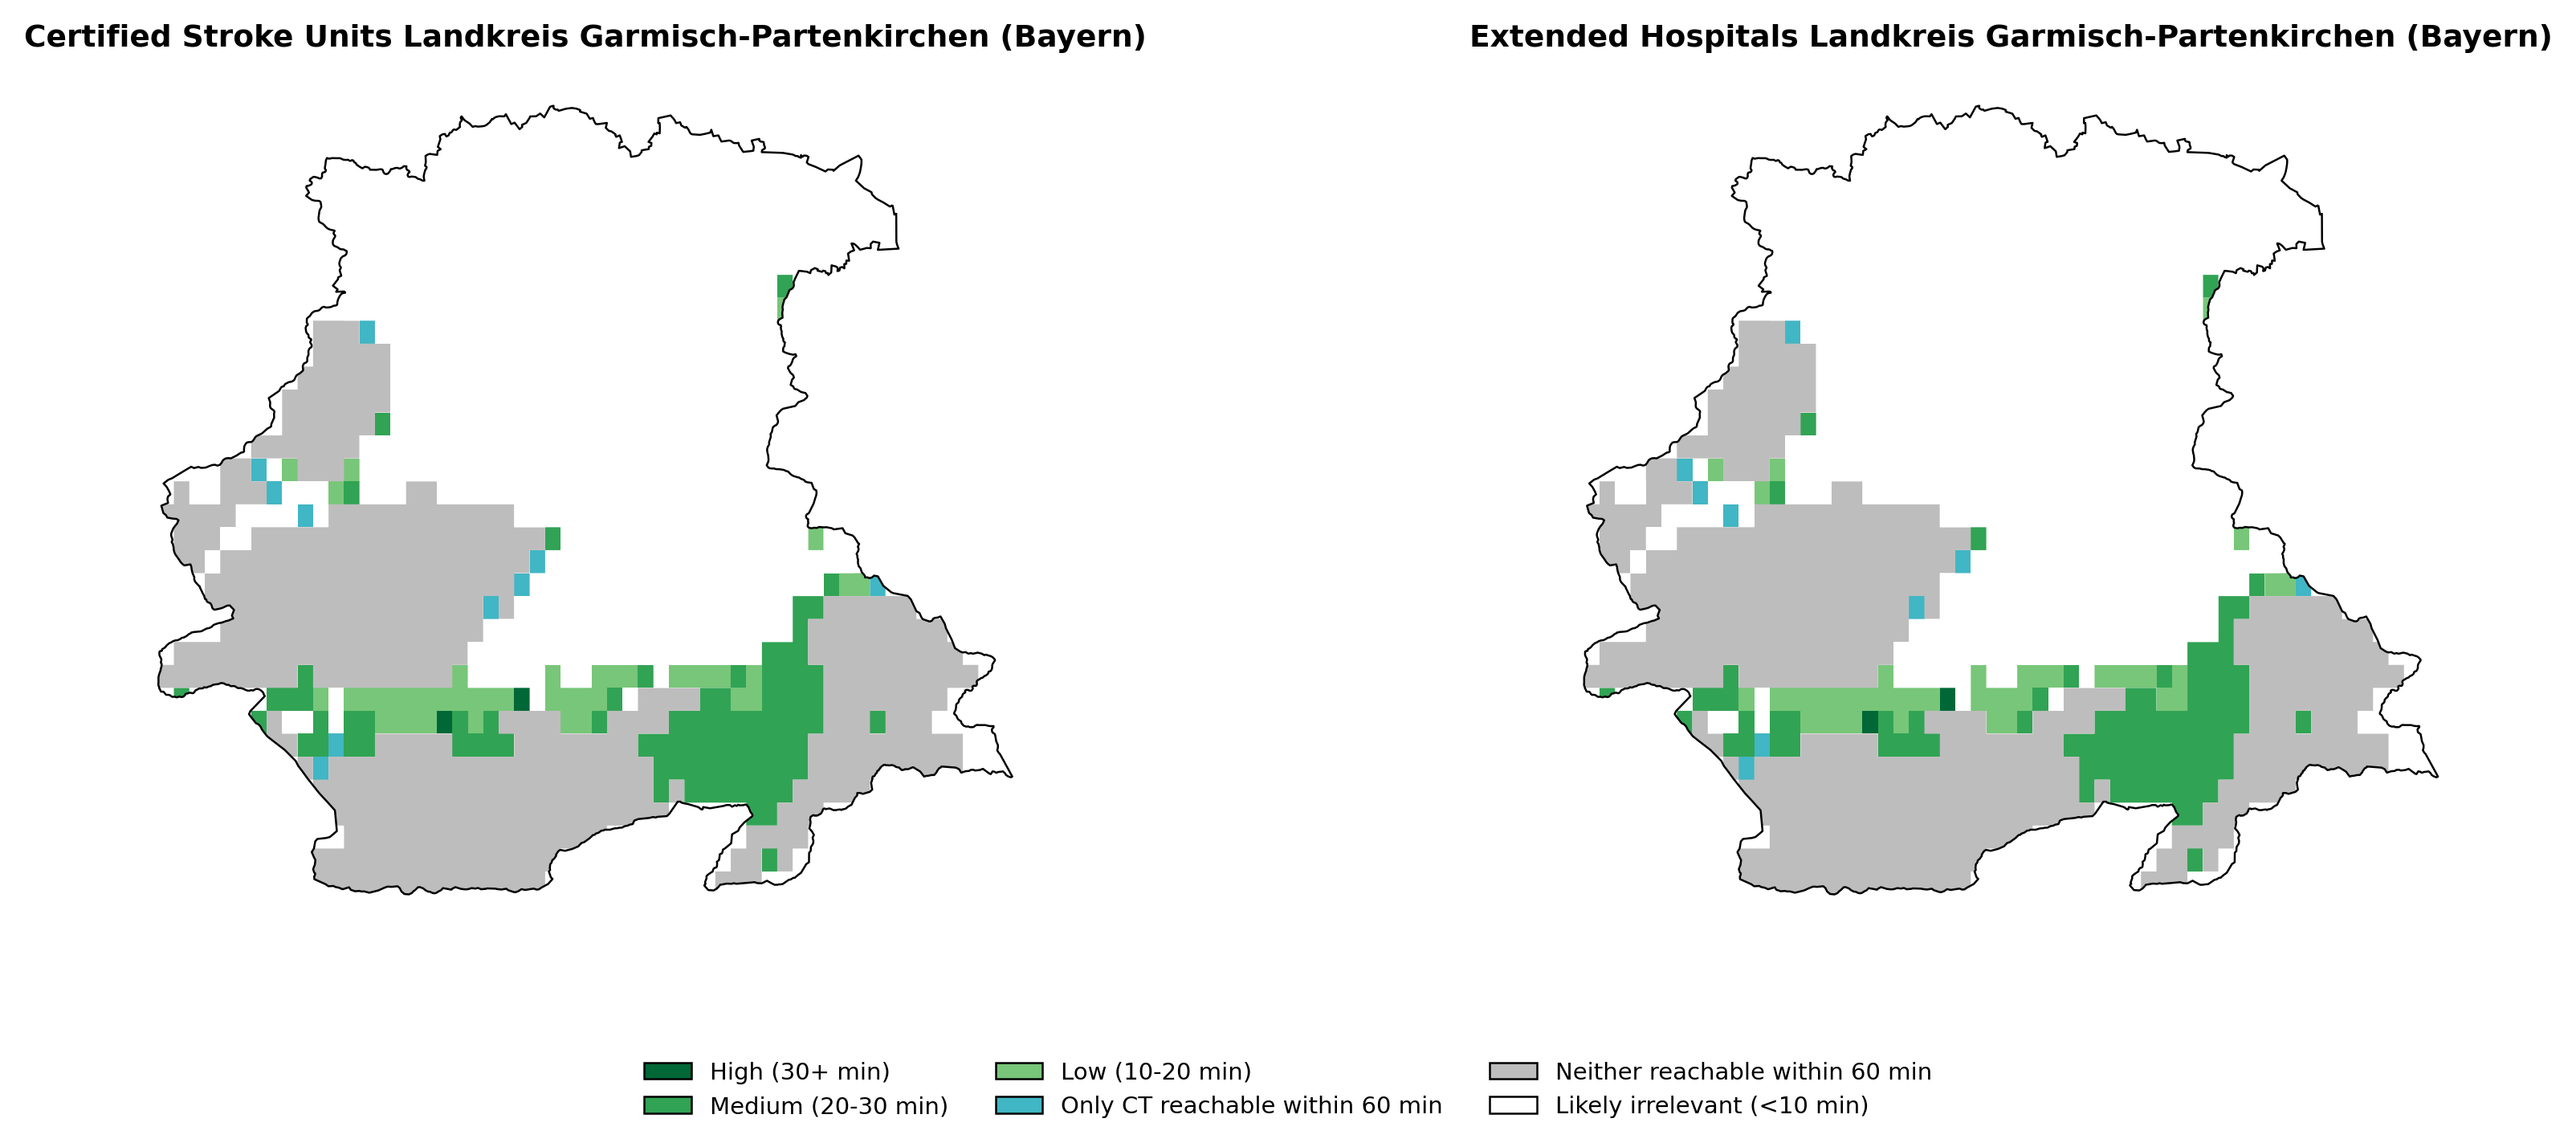 Certified Stroke Units Landkreis Garmisch-Partenkirchen (Bayern)
Extended Hospitals Landkreis Garmisch-Partenkirchen (Bayern)
High (30+ min)
Medium (20-30 min)
Low (10-20 min)
Only CT reachable within 60 min
Neither reachable within 60 min
Likely irrelevant (<10 min)